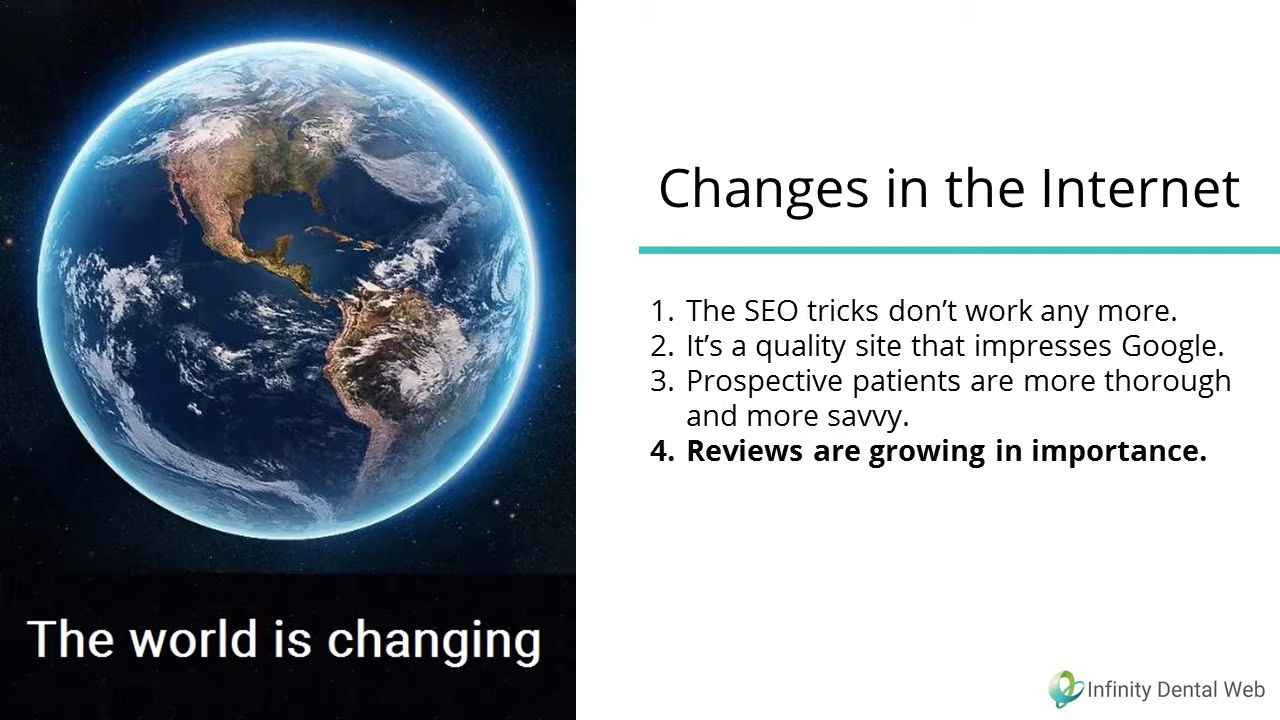 Changes in the Internet
1. The SEO tricks don’t work any more.
2. It’s a quality site that impresses Google.
3. Prospective patients are more thorough
and more savvy.
4. Reviews are growing in importance.
The world is changing
Infinity Dental Web